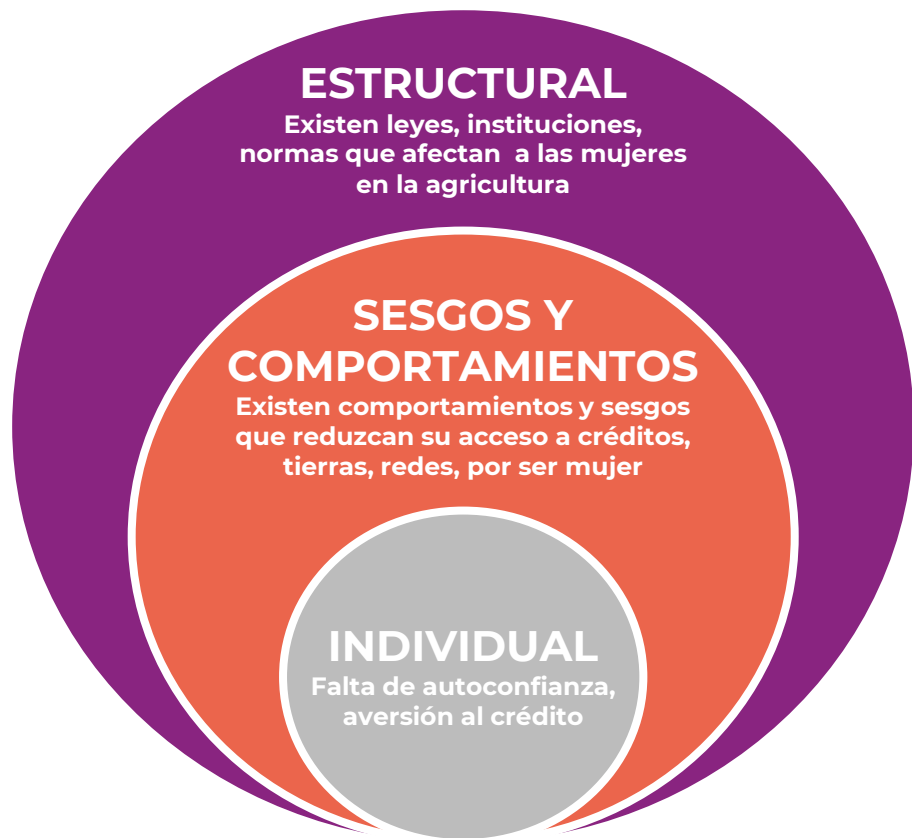 ESTRUCTURAL
Existen leyes, instituciones,
normas que afectan a las mujeres
en la agricultura
SESGOS Y
COMPORTAMIENTOS
Existen comportamientos y sesgos
que reduzcan su acceso a créditos,
tierras, redes, por ser mujer
INDIVIDUAL
Falta de autoconfianza,
aversión al crédito